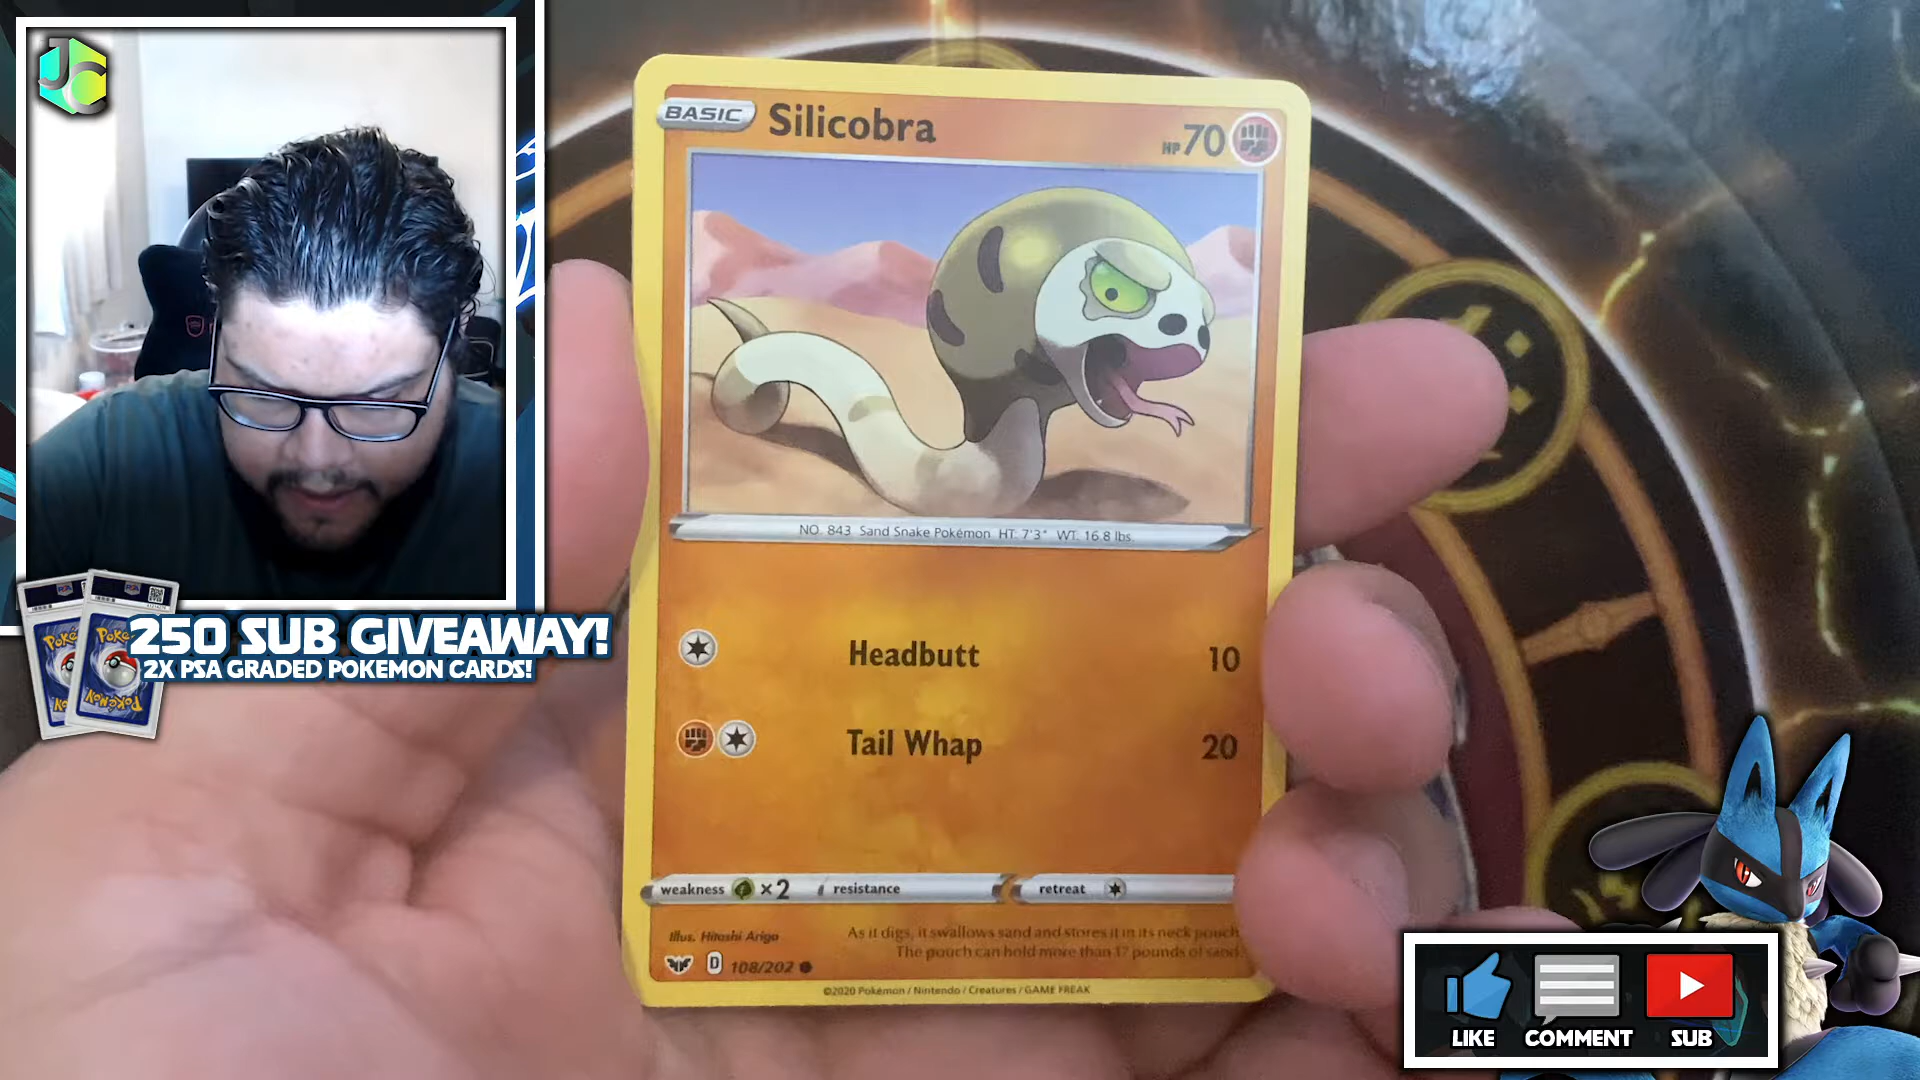 JC
BASIC Silicobra HP 70
NO. 843 Sand Snake Pokémon HT: 7'3" WT: 16.8 lbs.
Headbutt 10
Tail Whap 20
weakness ×2 resistance retreat
Illus. Hitoshi Ariga
As it digs, it swallows sand and stores it in its neck pouch.
The pouch can hold more than 17 pounds of sand.
D 108/202
©2020 Pokémon / Nintendo / Creatures / GAME FREAK
250 SUB GIVEAWAY!
2X PSA GRADED POKEMON CARDS!
LIKE COMMENT SUB